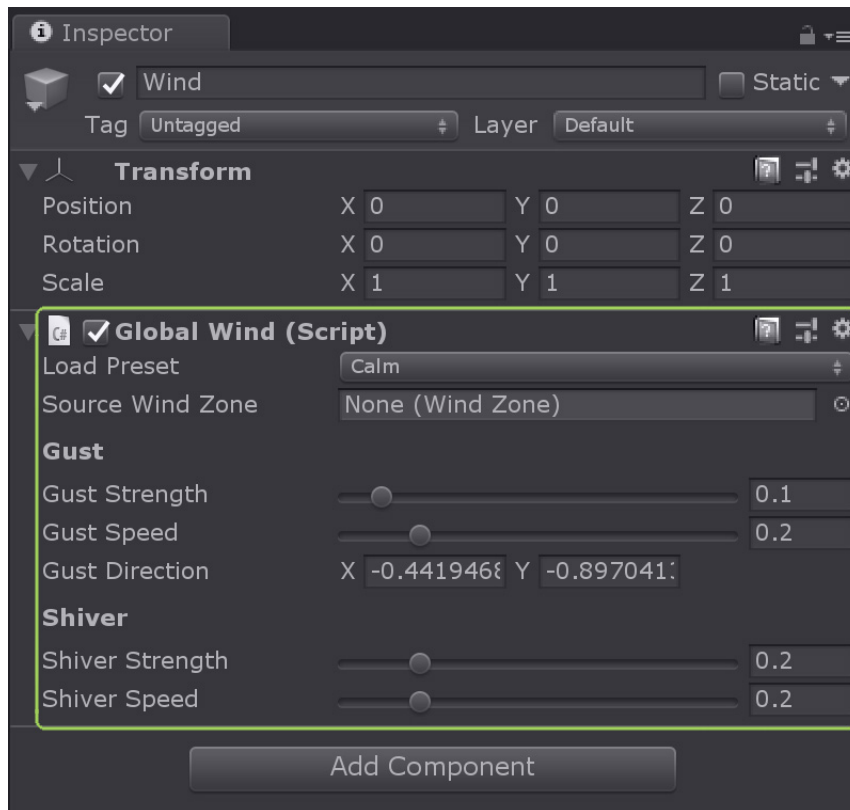 Inspector
Wind Static
Tag Untagged Layer Default
Transform
Position X 0 Y 0 Z 0
Rotation X 0 Y 0 Z 0
Scale X 1 Y 1 Z 1
C# Global Wind (Script)
Load Preset Calm
Source Wind Zone None (Wind Zone)
Gust
Gust Strength 0.1
Gust Speed 0.2
Gust Direction X -0.4419468 Y -0.8970413
Shiver
Shiver Strength 0.2
Shiver Speed 0.2
Add Component